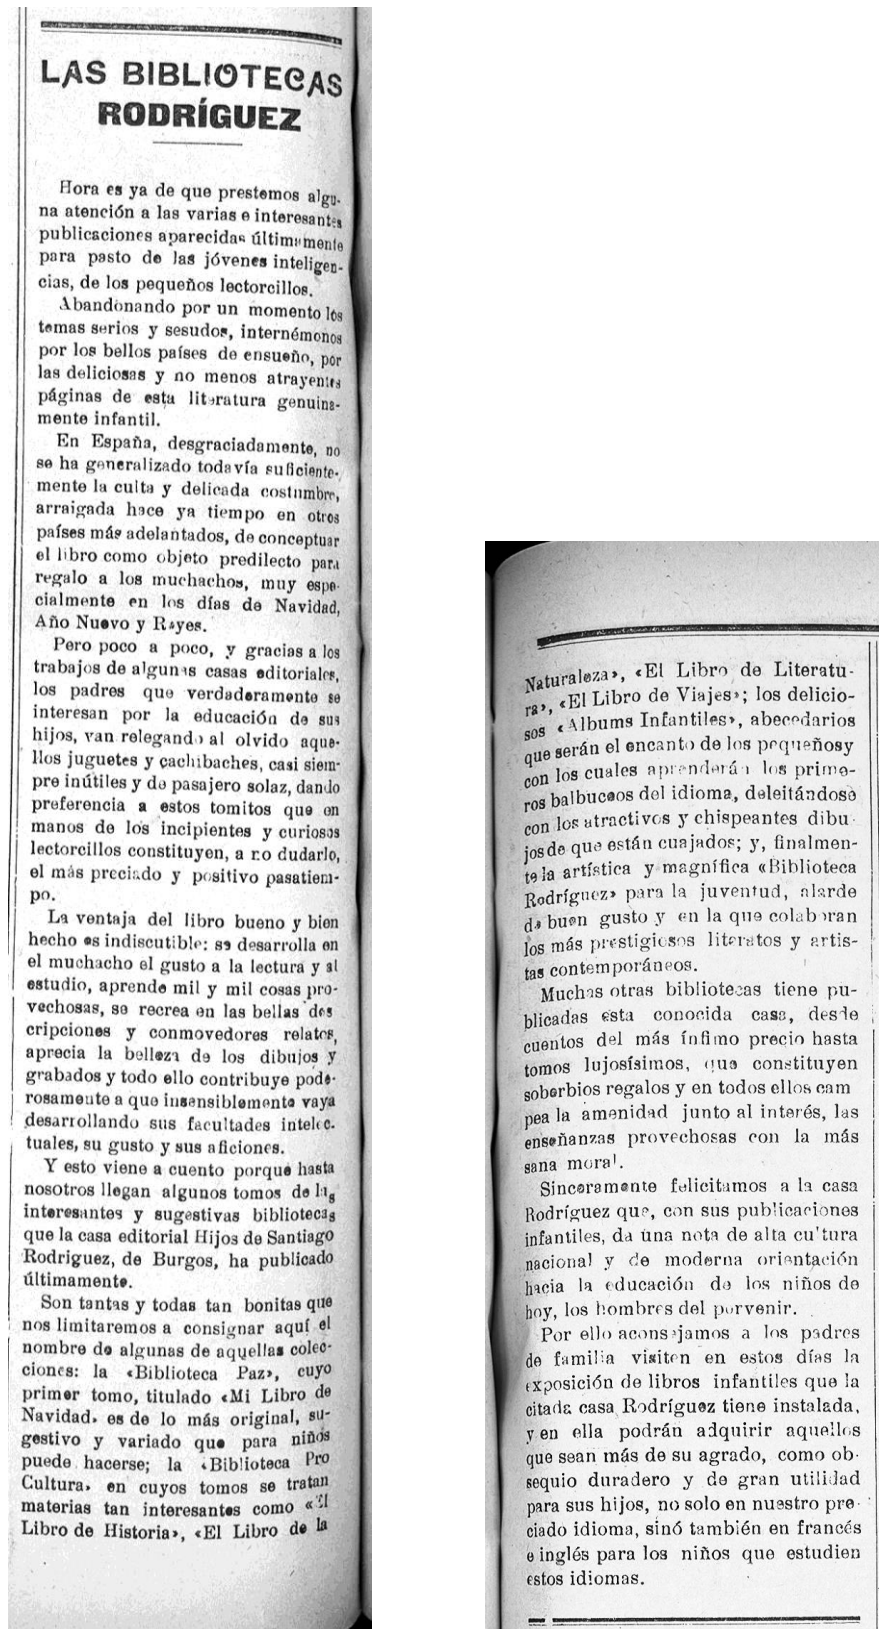 LAS BIBLIOTECAS
RODRÍGUEZ
Hora es ya de que prestemos algu-
na atención a las varias e interesantes
publicaciones aparecidas últimamente
para pasto de las jóvenes inteligen-
cias, de los pequeños lectorcillos.
Abandonando por un momento los
temas serios y sesudos, internémonos
por los bellos países de ensueño, por
las deliciosas y no menos atrayentes
páginas de esta literatura genuina-
mente infantil.
En España, desgraciadamente, no
se ha generalizado todavía suficiente-
mente la culta y delicada costumbre,
arraigada hace ya tiempo en otros
países más adelantados, de conceptuar
el libro como objeto predilecto para
regalo a los muchachos, muy espe-
cialmente en los días de Navidad,
Año Nuevo y Reyes.
Pero poco a poco, y gracias a los
trabajos de algunas casas editoriales,
los padres que verdaderamente se
interesan por la educación de sus
hijos, van relegando al olvido aque-
llos juguetes y cachibaches, casi siem-
pre inútiles y de pasajero solaz, dando
preferencia a estos tomitos que en
manos de los incipientes y curiosos
lectorcillos constituyen, a no dudarlo,
el más preciado y positivo pasatiem-
po.
La ventaja del libro bueno y bien
hecho es indiscutible: se desarrolla en
el muchacho el gusto a la lectura y al
estudio, aprende mil y mil cosas pro-
vechosas, se recrea en las bellas des
cripciones y conmovedores relatos,
aprecia la belleza de los dibujos y
grabados y todo ello contribuye pode-
rosamente a que insensiblemente vaya
desarrollando sus facultades intelec-
tuales, su gusto y sus aficiones.
Y esto viene a cuento porque hasta
nosotros llegan algunos tomos de las
interesantes y sugestivas bibliotecas
que la casa editorial Hijos de Santiago
Rodriguez, de Burgos, ha publicado
últimamente.
Son tantas y todas tan bonitas que
nos limitaremos a consignar aquí el
nombre de algunas de aquellas colec-
ciones: la «Biblioteca Paz», cuyo
primer tomo, titulado «Mi Libro de
Navidad» es de lo más original, su-
gestivo y variado que para niños
puede hacerse; la «Biblioteca Pro
Cultura» en cuyos tomos se tratan
materias tan interesantes como «El
Libro de Historia», «El Libro de la
Naturaleza», «El Libro de Literatu-
ra», «El Libro de Viajes»; los delicio-
sos «Albums Infantiles», abecedarios
que serán el encanto de los pequeñosy
con los cuales aprenderán los prime-
ros balbuceos del idioma, deleitándose
con los atractivos y chispeantes dibu-
jos de que están cuajados; y, finalmen-
te la artística y magnífica «Biblioteca
Rodríguez» para la juventud, alarde
de buen gusto y en la que colaboran
los más prestigiosos literatos y artis-
tas contemporáneos.
Muchas otras bibliotecas tiene pu-
blicadas esta conocida casa, desde
cuentos del más ínfimo precio hasta
tomos lujosísimos, que constituyen
soberbios regalos y en todos ellos cam
pea la amenidad junto al interés, las
enseñanzas provechosas con la más
sana moral.
Sinceramente felicitamos a la casa
Rodríguez que, con sus publicaciones
infantiles, da una nota de alta cultura
nacional y de moderna orientación
hacia la educación de los niños de
hoy, los hombres del porvenir.
Por ello aconsejamos a los padres
de familia visiten en estos días la
exposición de libros infantiles que la
citada casa Rodríguez tiene instalada,
y en ella podrán adquirir aquellos
que sean más de su agrado, como ob-
sequio duradero y de gran utilidad
para sus hijos, no solo en nuestro pre-
ciado idioma, sinó también en francés
e inglés para los niños que estudien
estos idiomas.